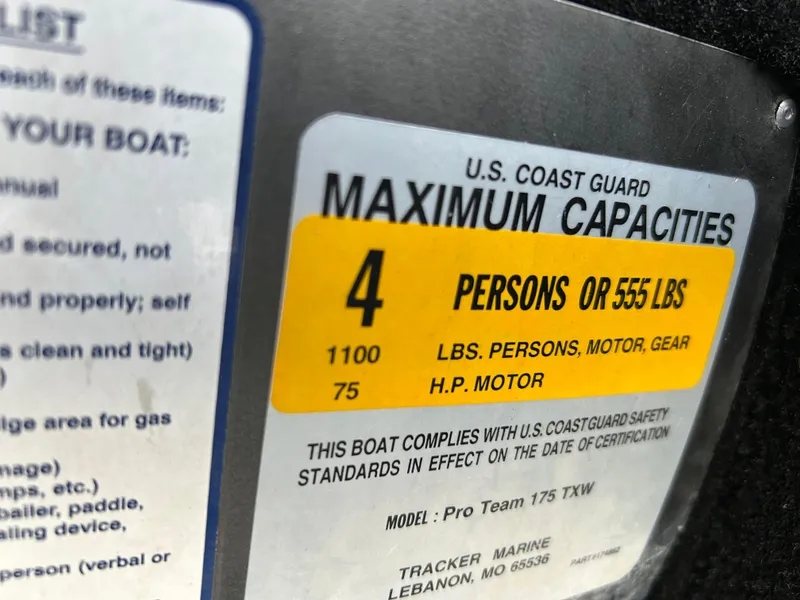 LIST
each of these items:
YOUR BOAT:
manual
d secured, not
nd properly; self
s clean and tight)
)
lge area for gas
mage)
mps, etc.)
bailer, paddle,
aling device,
person (verbal or
U.S. COAST GUARD
MAXIMUM CAPACITIES
4 PERSONS OR 555 LBS
1100 LBS. PERSONS, MOTOR, GEAR
75 H.P. MOTOR
THIS BOAT COMPLIES WITH U.S. COAST GUARD SAFETY
STANDARDS IN EFFECT ON THE DATE OF CERTIFICATION
MODEL : Pro Team 175 TXW
TRACKER MARINE
LEBANON, MO 65536